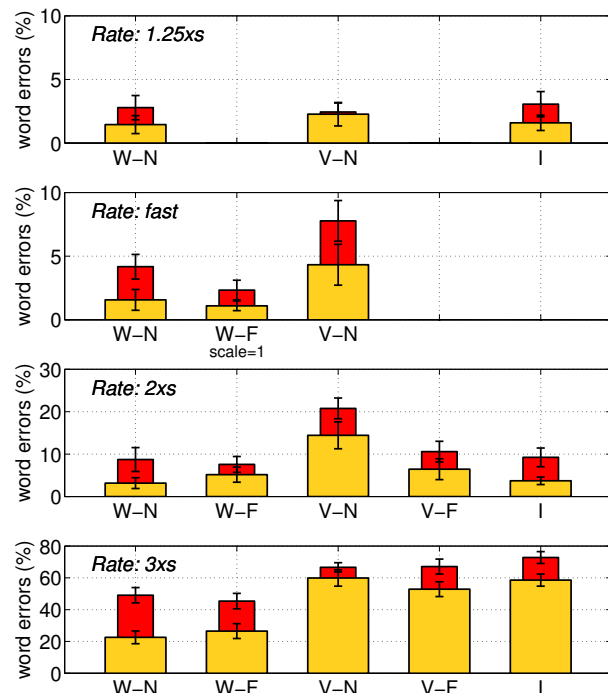 word errors (%)
10
5
0
Rate: 1.25xs
W−N
V−N
I
word errors (%)
10
5
0
Rate: fast
W−N
W−F
V−N
I
scale=1
word errors (%)
30
20
10
0
Rate: 2xs
W−N
W−F
V−N
V−F
I
word errors (%)
80
60
40
20
0
Rate: 3xs
W−N
W−F
V−N
V−F
I